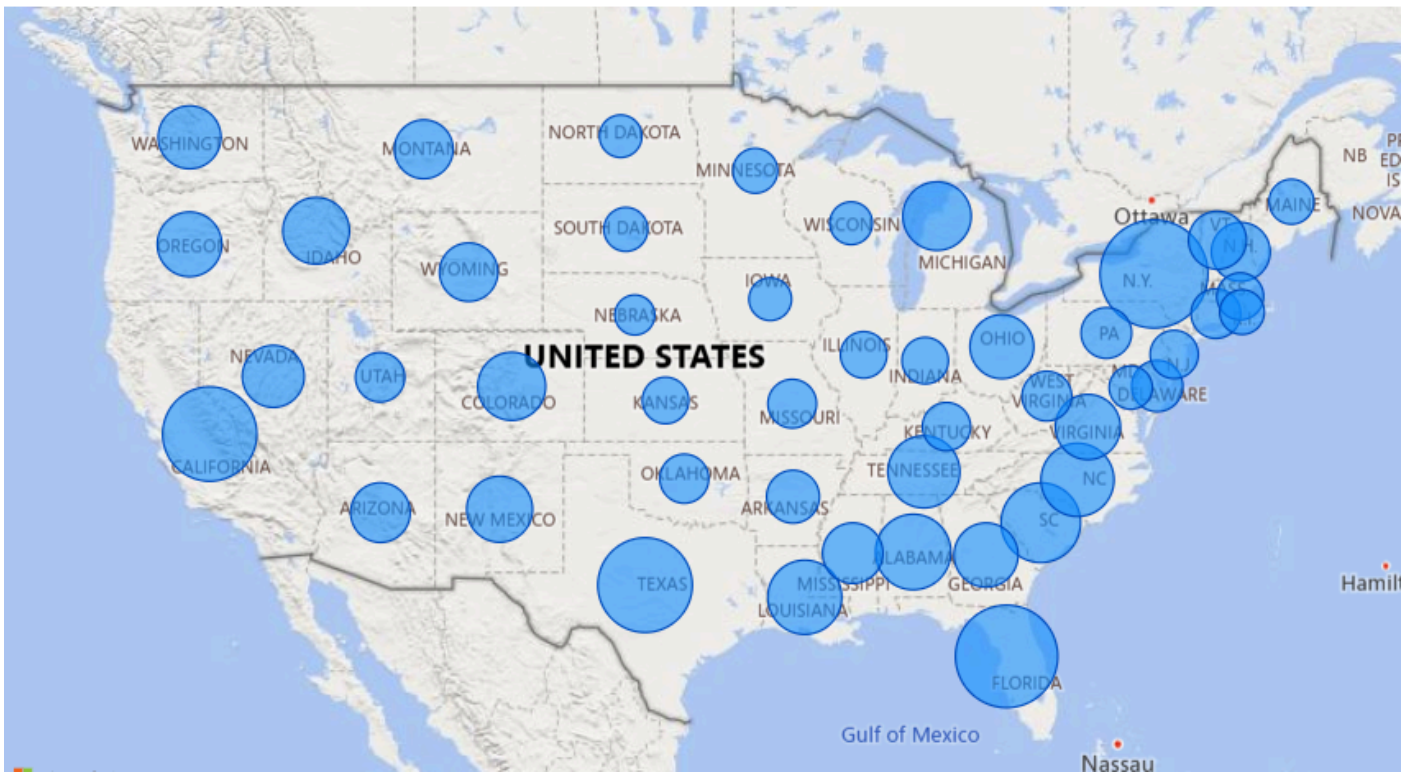 WASHINGTON
MONTANA
NORTH DAKOTA
MINNESOTA
NB
MAINE
Ottawa
VT.
NOVA
OREGON
IDAHO
WYOMING
SOUTH DAKOTA
WISCONSIN
MICHIGAN
N.H.
N.Y.
MASS.
IOWA
NEBRASKA
NEVADA
UTAH
UNITED STATES
ILLINOIS
INDIANA
OHIO
PA
N.J.
MD.
DELAWARE
COLORADO
KANSAS
MISSOURI
WEST
VIRGINIA
KENTUCKY
VIRGINIA
CALIFORNIA
OKLAHOMA
TENNESSEE
NC
ARIZONA
NEW MEXICO
ARKANSAS
SC
TEXAS
MISSISSIPPI
ALABAMA
GEORGIA
LOUISIANA
Hamilt
FLORIDA
Gulf of Mexico
Nassau